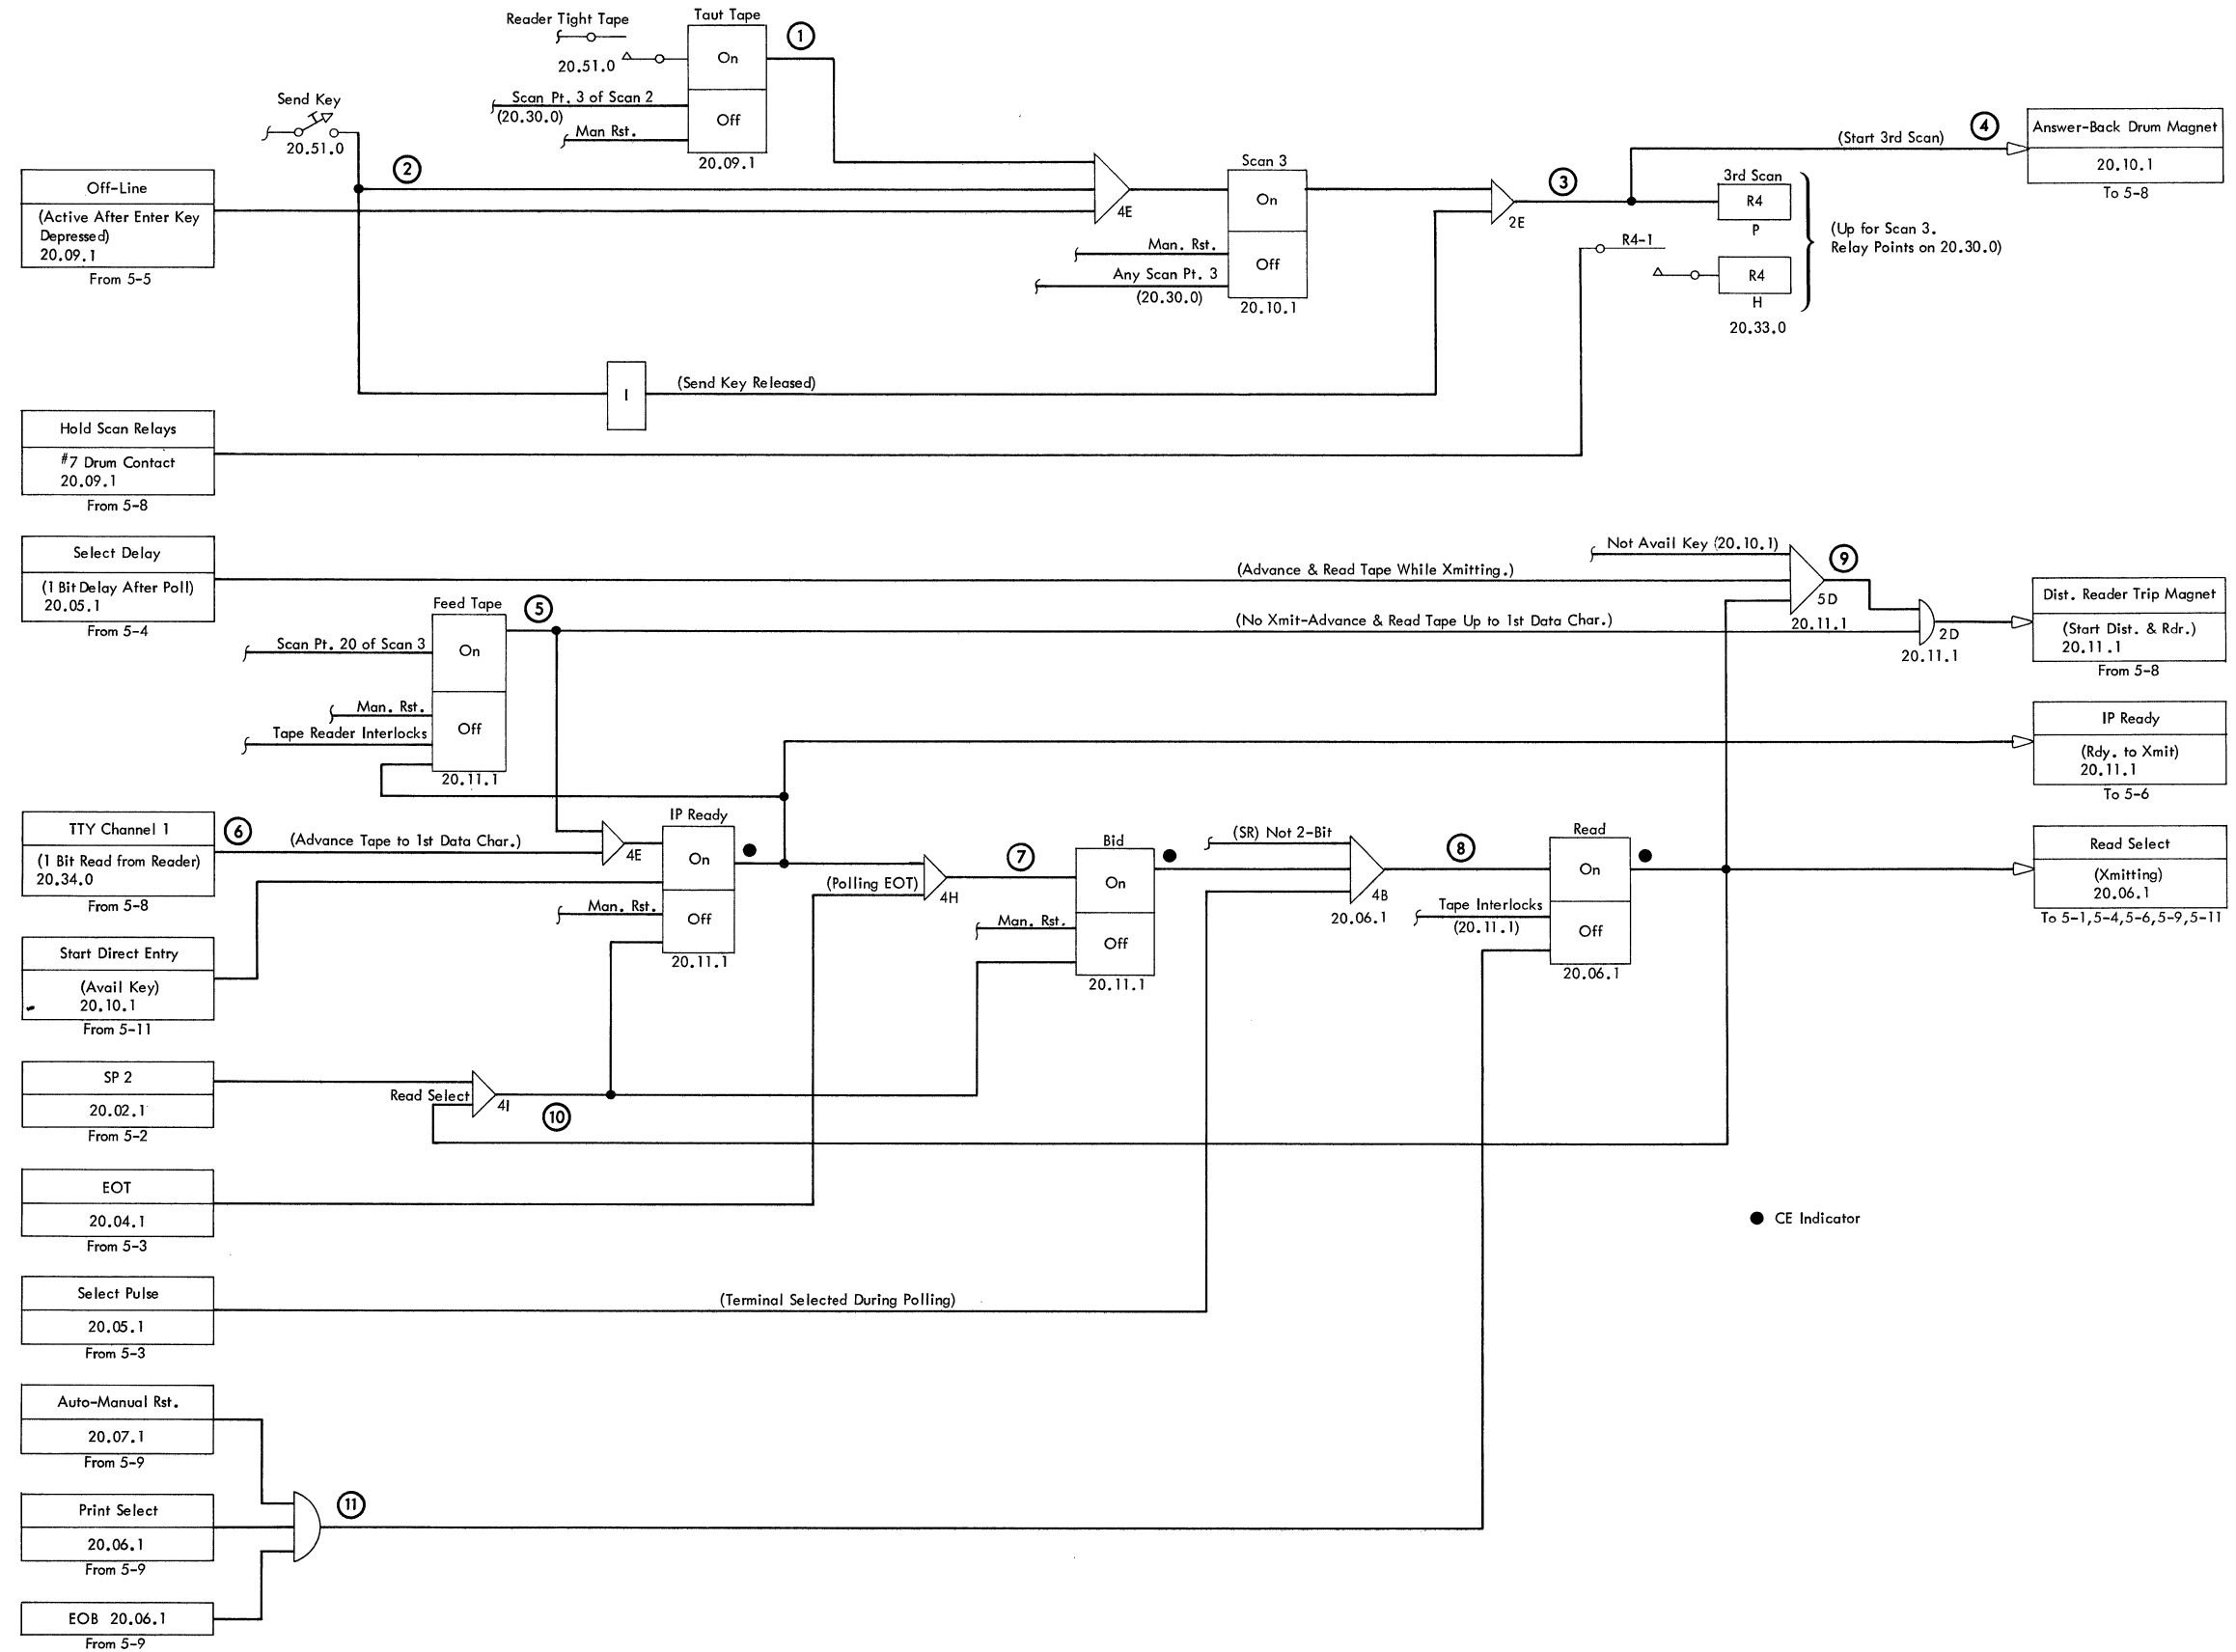 Reader Tight Tape
20.51.0
Taut Tape
On
Off
20.09.1
1
Scan Pt. 3 of Scan 2
(20.30.0)
Man Rst.
Send Key
20.51.0
2
Off-Line
(Active After Enter Key
Depressed)
20.09.1
From 5-5
4E
Scan 3
On
Off
20.10.1
Man. Rst.
Any Scan Pt. 3
(20.30.0)
2E
3
(Start 3rd Scan)
4
Answer-Back Drum Magnet
20.10.1
To 5-8
3rd Scan
R4
P
R4-1
R4
H
20.33.0
(Up for Scan 3.
Relay Points on 20.30.0)
I
(Send Key Released)
Hold Scan Relays
#7 Drum Contact
20.09.1
From 5-8
Select Delay
(1 Bit Delay After Poll)
20.05.1
From 5-4
(Advance & Read Tape While Xmitting.)
Not Avail Key (20.10.1)
9
5D
20.11.1
2D
20.11.1
Dist. Reader Trip Magnet
(Start Dist. & Rdr.)
20.11.1
From 5-8
Feed Tape
On
Off
20.11.1
5
(No Xmit-Advance & Read Tape Up to 1st Data Char.)
Scan Pt. 20 of Scan 3
Man. Rst.
Tape Reader Interlocks
IP Ready
(Rdy. to Xmit)
20.11.1
To 5-6
TTY Channel 1
(1 Bit Read from Reader)
20.34.0
From 5-8
6
(Advance Tape to 1st Data Char.)
4E
IP Ready
On
Off
20.11.1
Man. Rst.
(Polling EOT)
4H
7
Bid
On
Off
20.11.1
Man. Rst.
(SR) Not 2-Bit
4B
20.06.1
8
Read
On
Off
20.06.1
Tape Interlocks
(20.11.1)
Read Select
(Xmitting)
20.06.1
To 5-1,5-4,5-6,5-9,5-11
Start Direct Entry
(Avail Key)
20.10.1
From 5-11
SP 2
20.02.1
From 5-2
Read Select
4I
10
EOT
20.04.1
From 5-3
CE Indicator
Select Pulse
20.05.1
From 5-3
(Terminal Selected During Polling)
Auto-Manual Rst.
20.07.1
From 5-9
Print Select
20.06.1
From 5-9
11
EOB 20.06.1
From 5-9